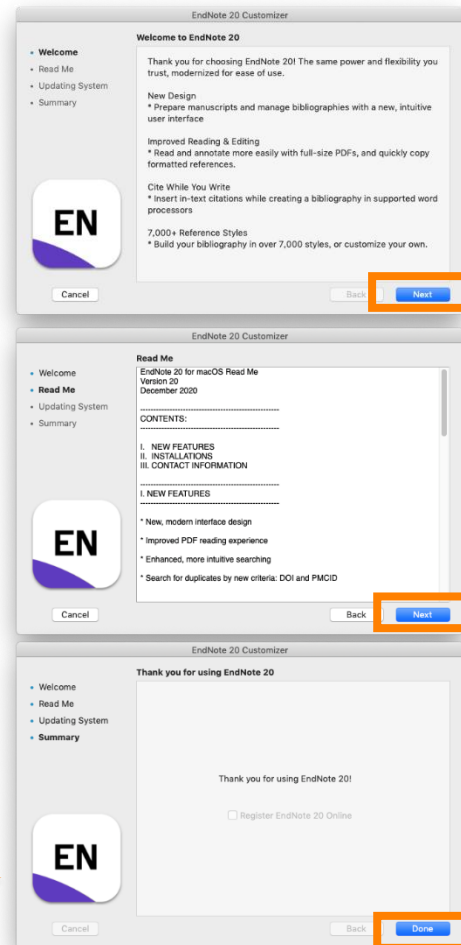 EndNote 20 Customizer
Welcome to EndNote 20
Welcome
Read Me
Updating System
Summary
Thank you for choosing EndNote 20! The same power and flexibility you
trust, modernized for ease of use.
New Design
* Prepare manuscripts and manage bibliographies with a new, intuitive
user interface
Improved Reading & Editing
* Read and annotate more easily with full-size PDFs, and quickly copy
formatted references.
Cite While You Write
* Insert in-text citations while creating a bibliography in supported word
processors
7,000+ Reference Styles
* Build your bibliography in over 7,000 styles, or customize your own.
EN
Cancel
Back
Next
EndNote 20 Customizer
Read Me
Welcome
Read Me
Updating System
Summary
EndNote 20 for macOS Read Me
Version 20
December 2020
CONTENTS:
I. NEW FEATURES
II. INSTALLATIONS
III. CONTACT INFORMATION
I. NEW FEATURES
* New, modern interface design
* Improved PDF reading experience
* Enhanced, more intuitive searching
* Search for duplicates by new criteria: DOI and PMCID
EN
Cancel
Back
Next
EndNote 20 Customizer
Thank you for using EndNote 20
Welcome
Read Me
Updating System
Summary
Thank you for using EndNote 20!
Register EndNote 20 Online
EN
Cancel
Back
Done